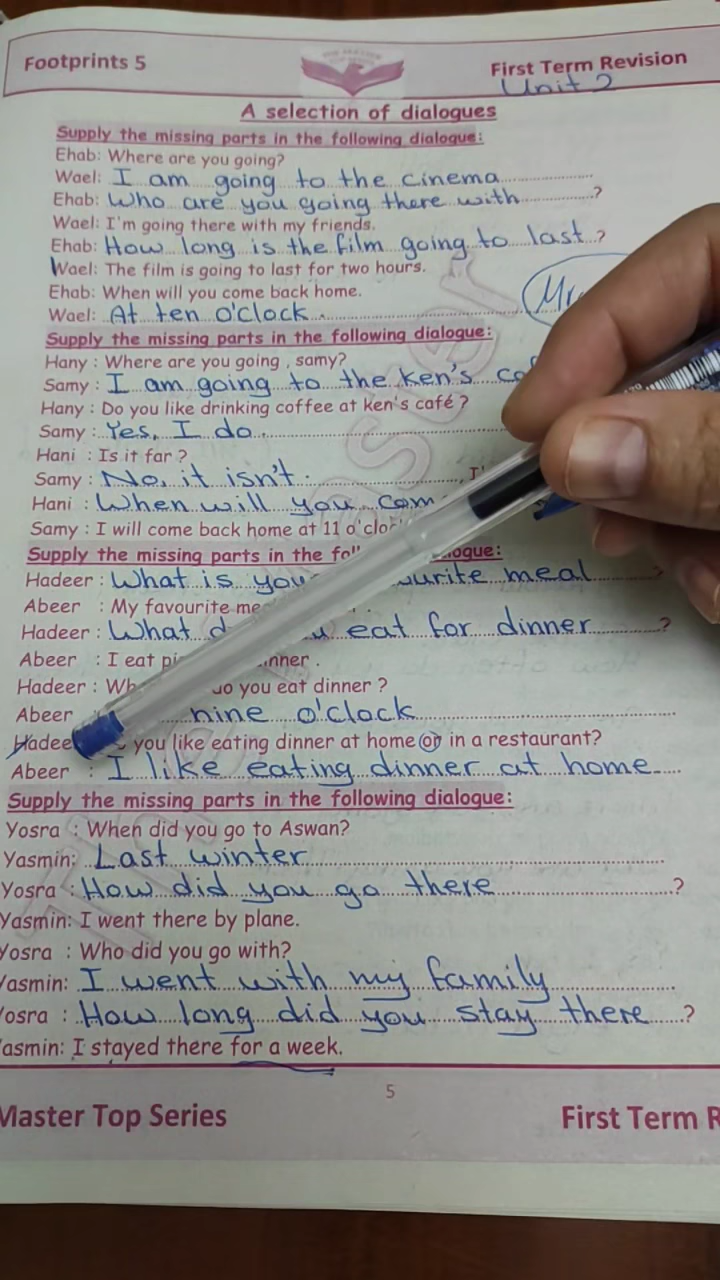 Footprints 5
First Term Revision
Unit 2
A selection of dialogues
Supply the missing parts in the following dialogue:
Ehab: Where are you going?
Wael: I am going to the cinema
Ehab: Who are you going there with ?
Wael: I'm going there with my friends.
Ehab: How long is the film going to last ?
Wael: The film is going to last for two hours.
Ehab: When will you come back home.
Wael: At ten o'clock
Supply the missing parts in the following dialogue:
Hany : Where are you going , samy?
Samy : I am going to the ken's
Hany : Do you like drinking coffee at ken's café ?
Samy : Yes, I do
Hani : Is it far ?
Samy : No, it isn't
Hani : When will you
Samy : I will come back home at 11
Supply the missing parts in the
Hadeer : What is meal ?
Abeer : My favourite
Hadeer : What eat for dinner ?
Abeer : I eat
Hadeer : do you eat dinner ?
Abeer nine o'clock
you like eating dinner at home or in a restaurant?
Abeer : I like eating dinner at home
Supply the missing parts in the following dialogue:
Yosra : When did you go to Aswan?
Yasmin: Last winter
Yosra : How did you go there ?
Yasmin: I went there by plane.
Yosra : Who did you go with?
Yasmin: I went with my family
Yosra : How long did you stay there ?
Yasmin: I stayed there for a week.
5
Master Top Series
First Term